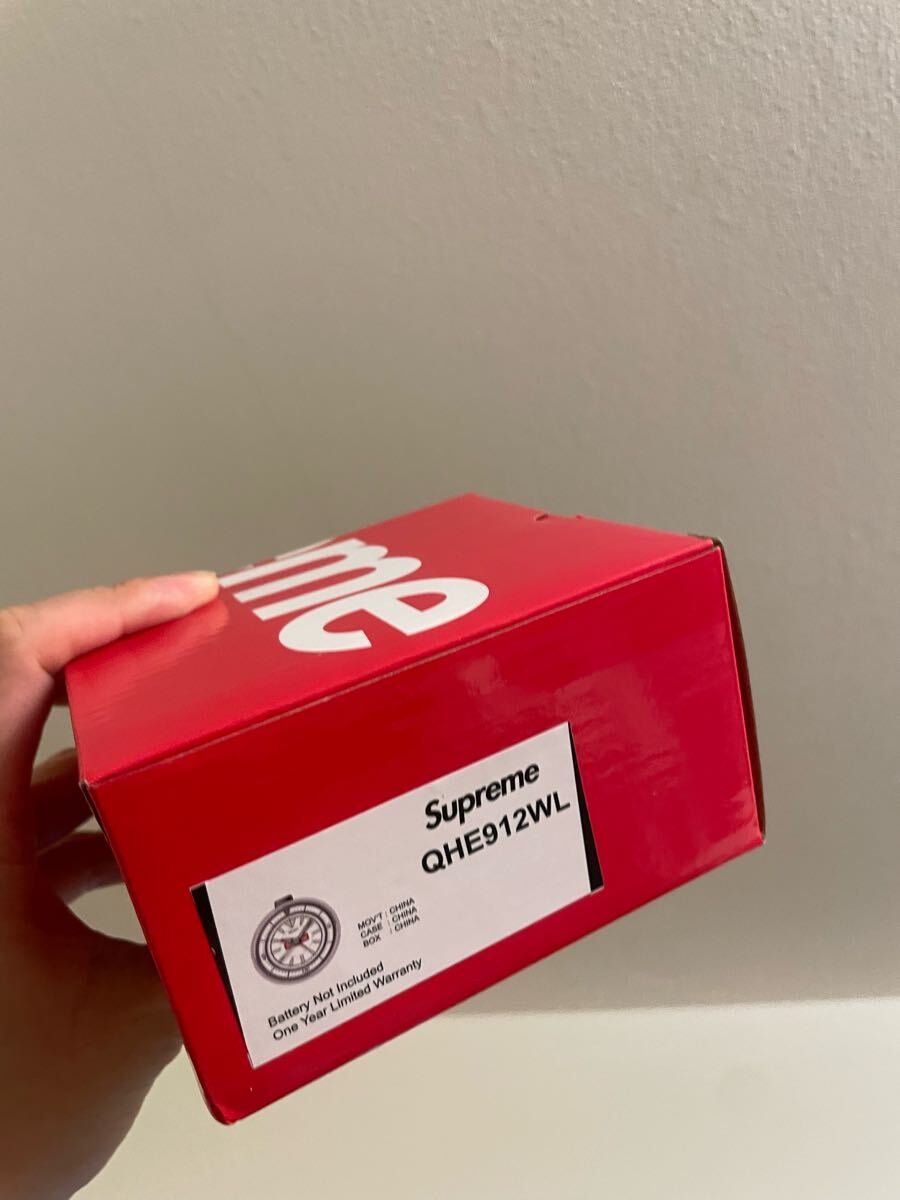 me
Supreme
QHE912WL
MOV'T : CHINA
CASE : CHINA
BOX : CHINA
Battery Not Included
One Year Limited Warranty